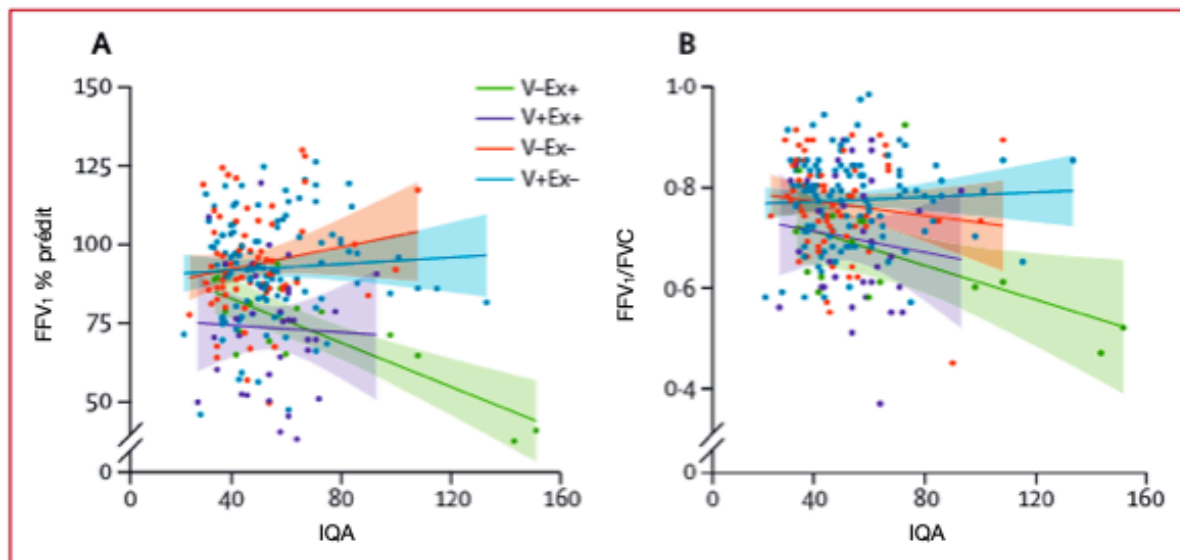 A
B
150
125
100
75
50
0
FFV₁ % prédit
0 40 80 120 160
IQA
V–Ex+
V+Ex+
V–Ex–
V+Ex–
1·0
0·8
0·6
0·4
0
FFV₁/FVC
0 40 80 120 160
IQA